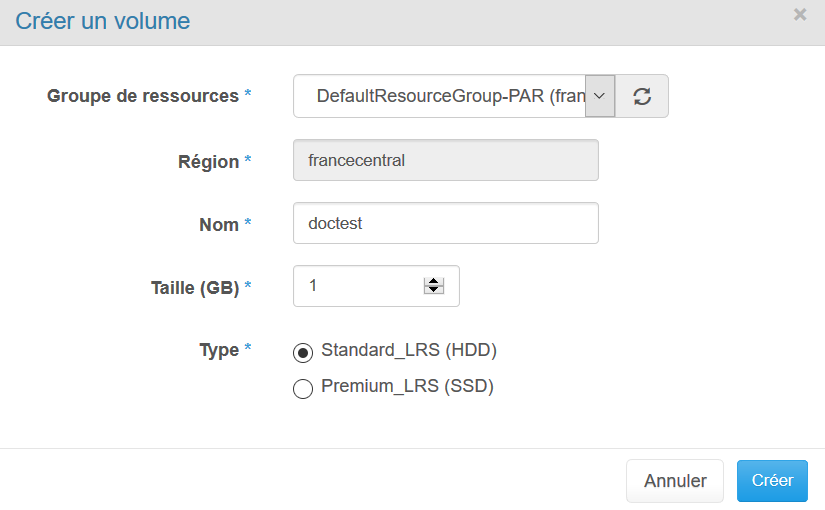 Créer un volume ×
Groupe de ressources * DefaultResourceGroup-PAR (fran
Région * francecentral
Nom * doctest
Taille (GB) * 1
Type * Standard_LRS (HDD)
Premium_LRS (SSD)
Annuler Créer